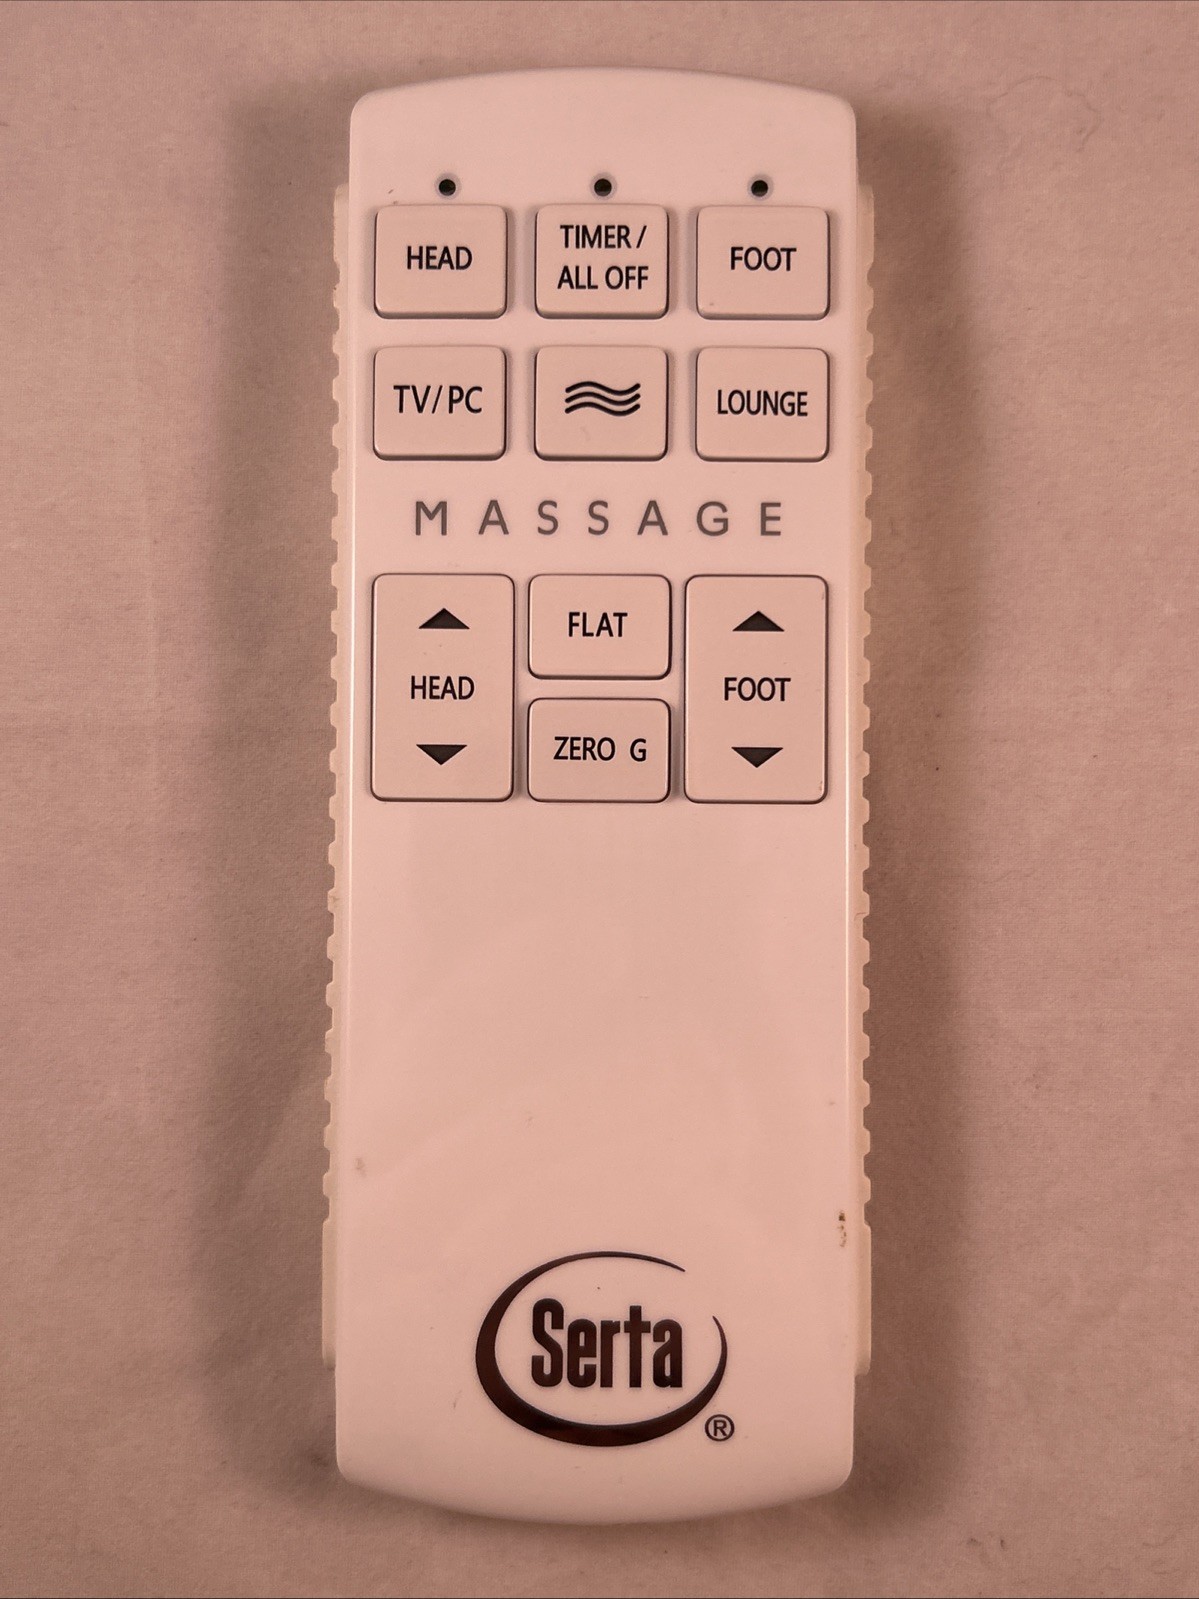 HEAD
TIMER /
ALL OFF
FOOT
TV/PC
LOUNGE
MASSAGE
HEAD
FLAT
ZERO G
FOOT
Serta
®